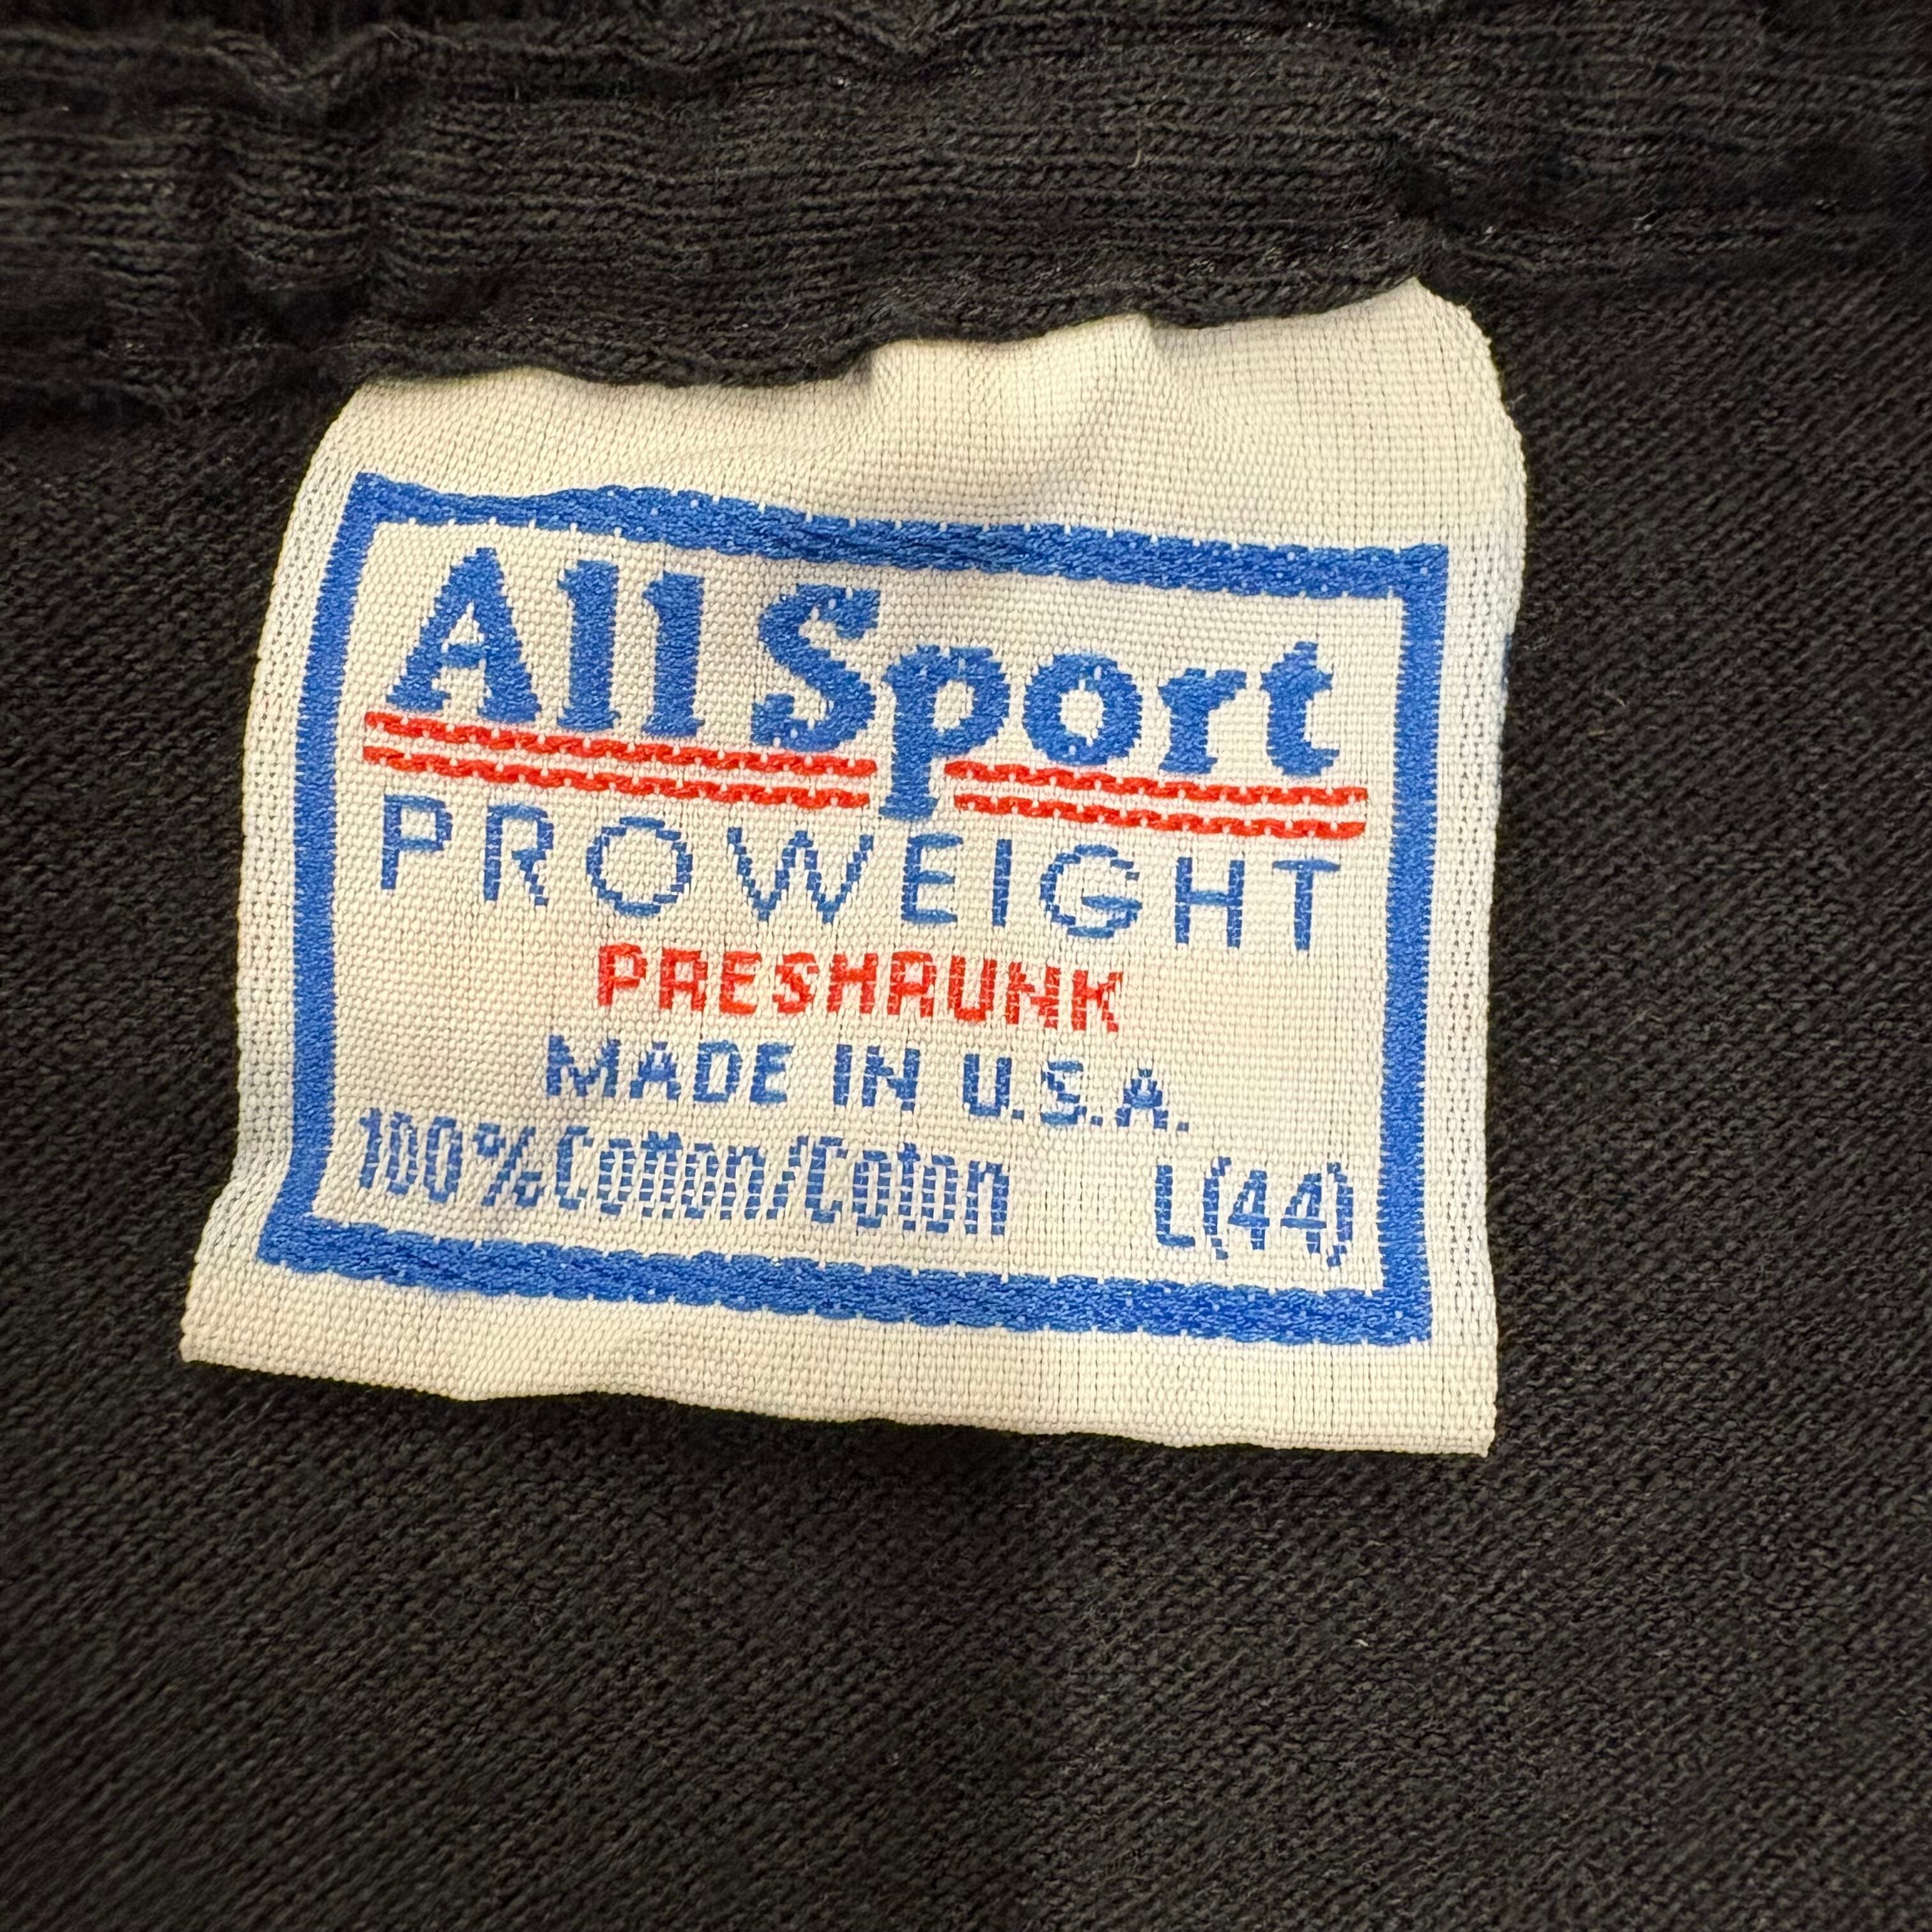 All Sport
PROWEIGHT
PRESHRUNK
MADE IN U.S.A.
100% Cotton/Coton L(44)